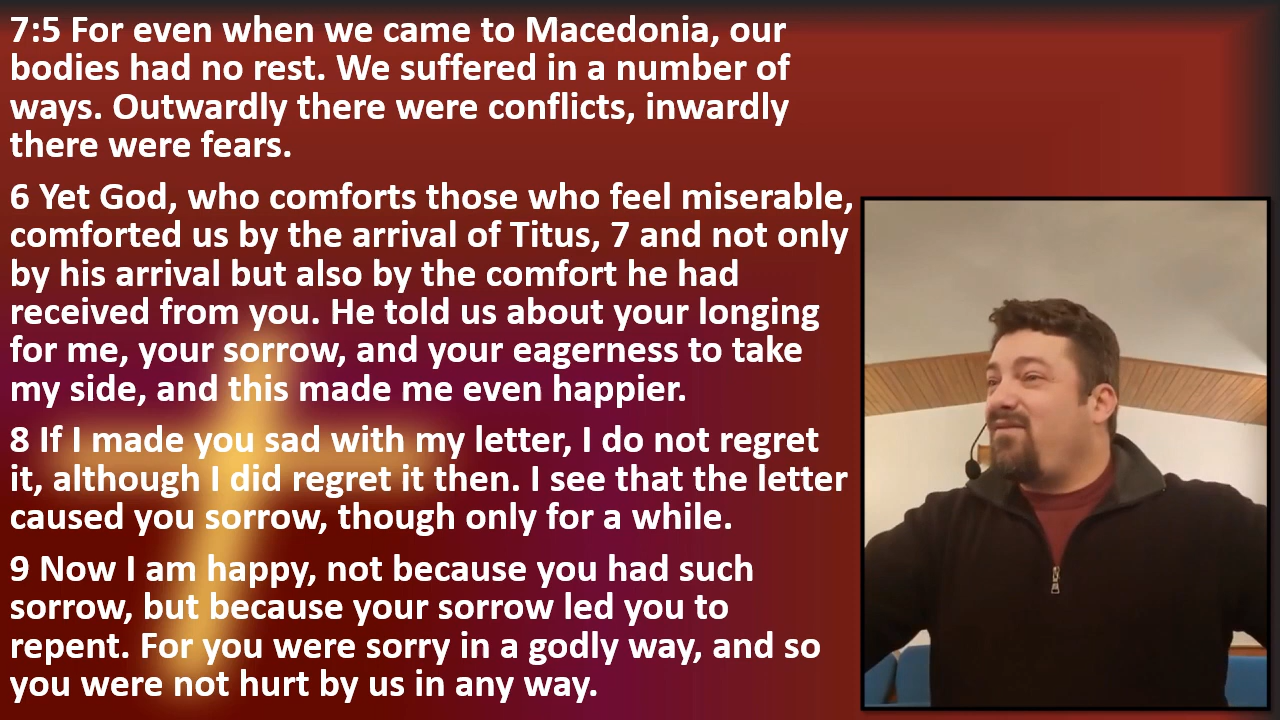 7:5 For even when we came to Macedonia, our
bodies had no rest. We suffered in a number of
ways. Outwardly there were conflicts, inwardly
there were fears.
6 Yet God, who comforts those who feel miserable,
comforted us by the arrival of Titus, 7 and not only
by his arrival but also by the comfort he had
received from you. He told us about your longing
for me, your sorrow, and your eagerness to take
my side, and this made me even happier.
8 If I made you sad with my letter, I do not regret
it, although I did regret it then. I see that the letter
caused you sorrow, though only for a while.
9 Now I am happy, not because you had such
sorrow, but because your sorrow led you to
repent. For you were sorry in a godly way, and so
you were not hurt by us in any way.